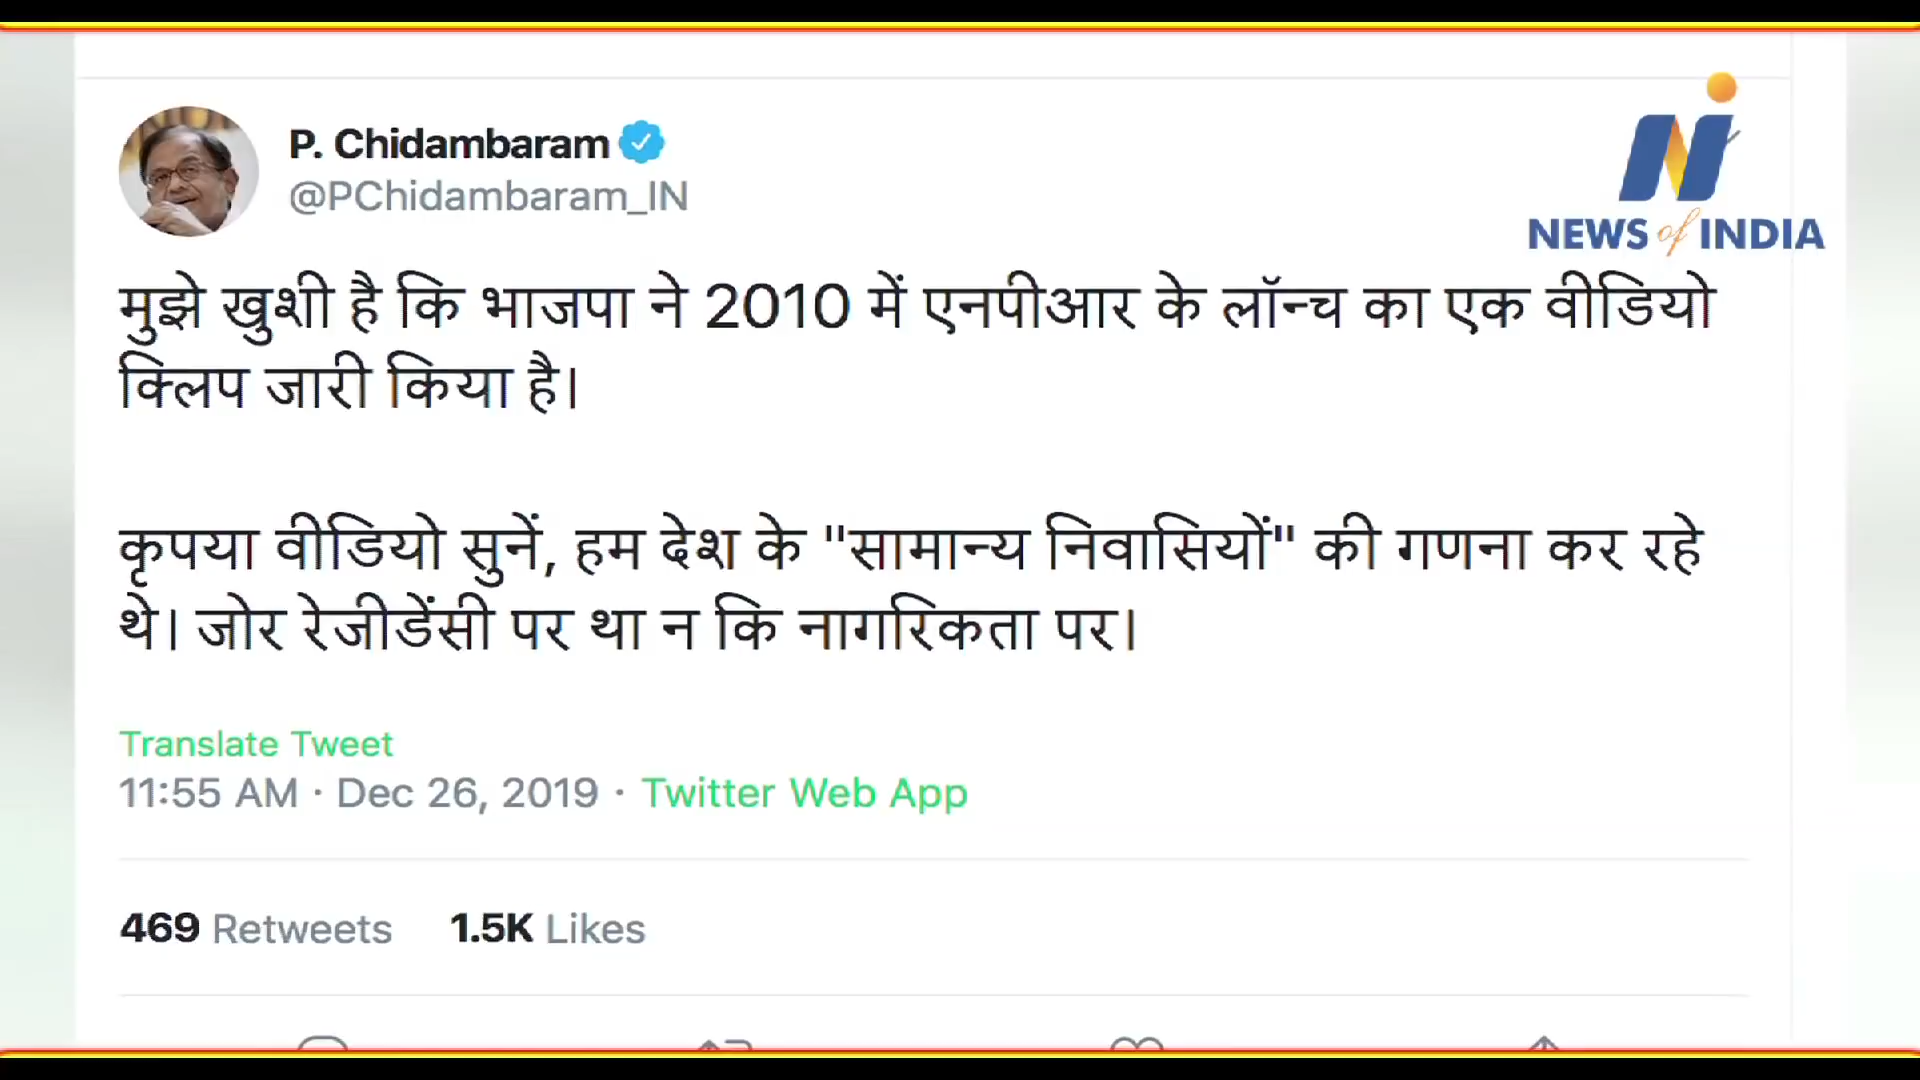 P. Chidambaram
@PChidambaram_IN
NEWS of INDIA
मुझे खुशी है कि भाजपा ने 2010 में एनपीआर के लॉन्च का एक वीडियो
क्लिप जारी किया है।
कृपया वीडियो सुनें, हम देश के "सामान्य निवासियों" की गणना कर रहे
थे। जोर रेजीडेंसी पर था न कि नागरिकता पर।
Translate Tweet
11:55 AM · Dec 26, 2019 · Twitter Web App
469 Retweets 1.5K Likes